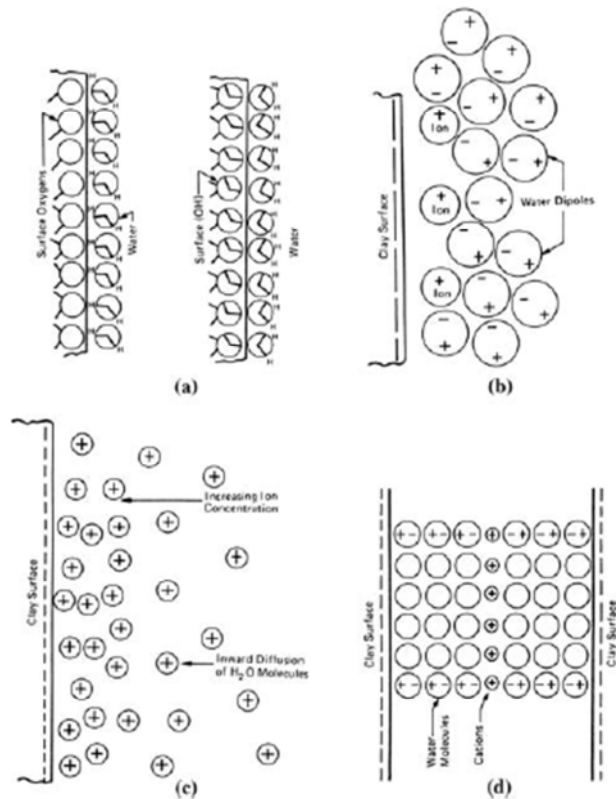 H H
Surface Oxygens
Water
H
Surface (OH)
Water
H
(a)
Ion
Ion
Ion
Clay Surface
Water Dipoles
(b)
Clay Surface
Increasing Ion
Concentration
Inward Diffusion
of H₂O Molecules
(c)
Clay Surface
Water
Molecules
Cations
Clay Surface
(d)